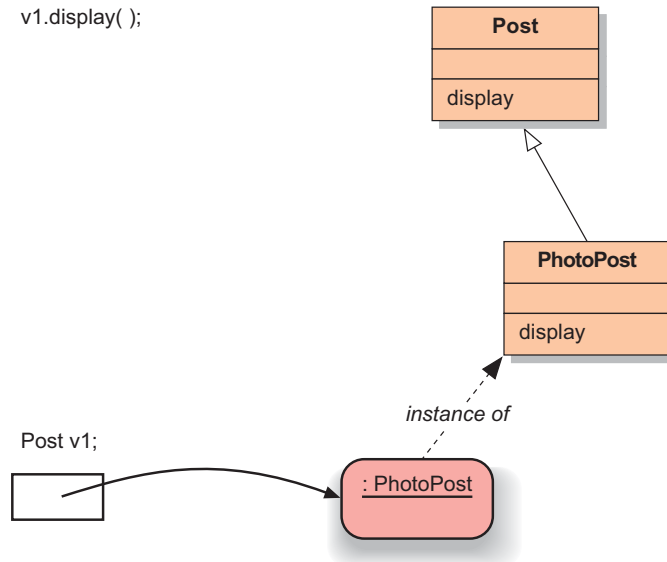 v1.display( );
Post
display
PhotoPost
display
instance of
Post v1;
: PhotoPost